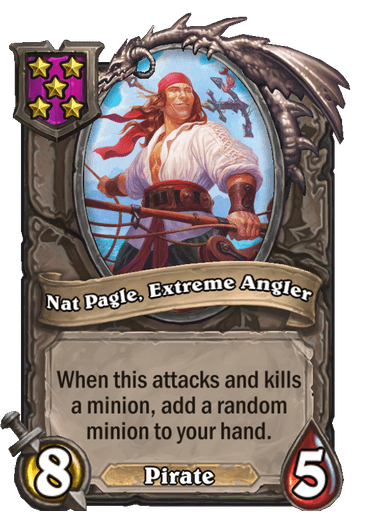 Nat Pagle, Extreme Angler
When this attacks and kills
a minion, add a random
minion to your hand.
8
Pirate
5